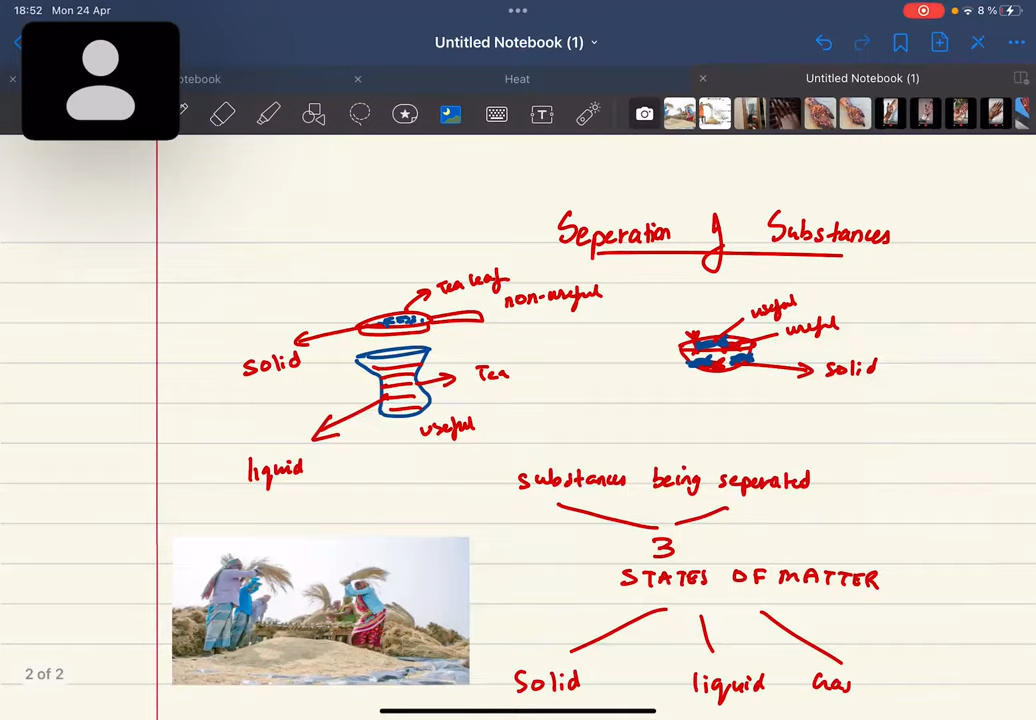 18:52 Mon 24 Apr
8 %
Untitled Notebook (1)
otebook
Heat
Untitled Notebook (1)
Seperation of Substances
Tea leaf
non-useful
solid
Tea
useful
liquid
useful
useful
solid
substances being seperated
3
STATES OF MATTER
Solid liquid Gas
2 of 2